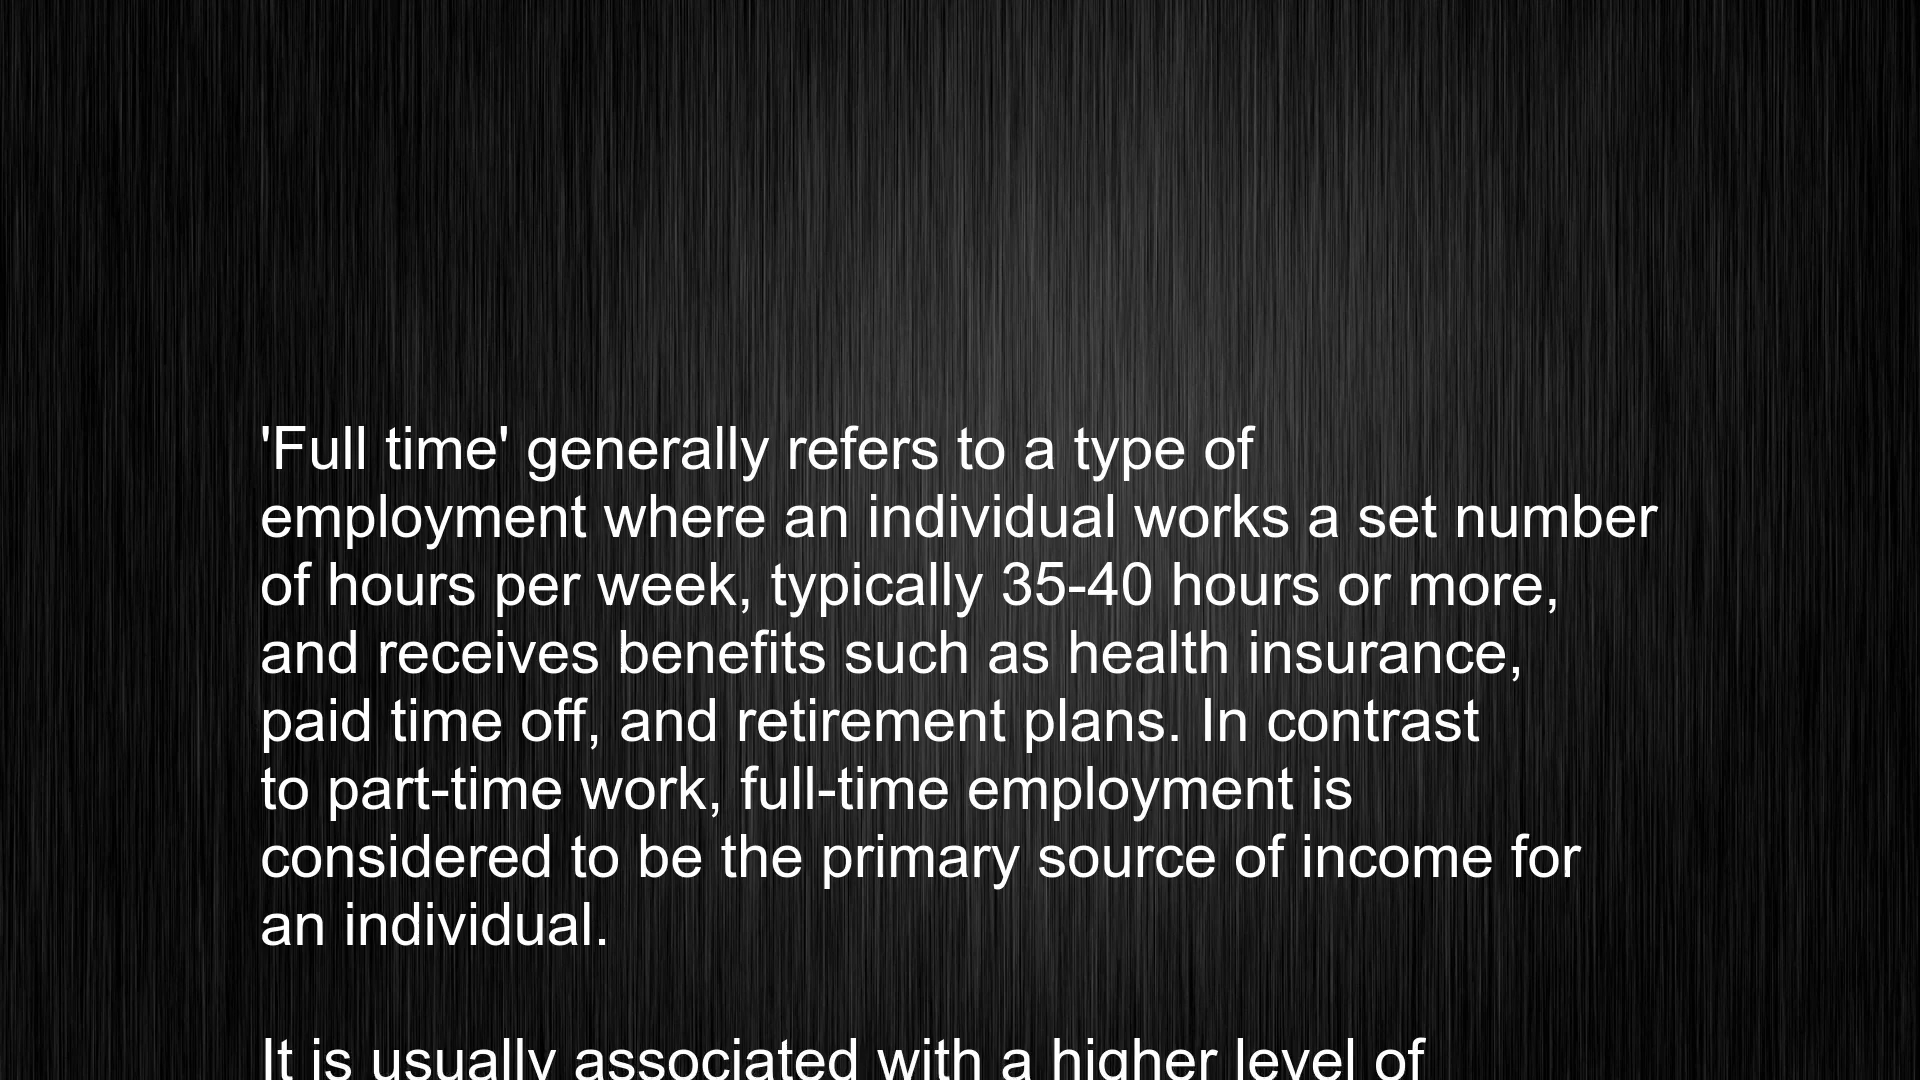 'Full time' generally refers to a type of
employment where an individual works a set number
of hours per week, typically 35-40 hours or more,
and receives benefits such as health insurance,
paid time off, and retirement plans. In contrast
to part-time work, full-time employment is
considered to be the primary source of income for
an individual.
It is usually associated with a higher level of